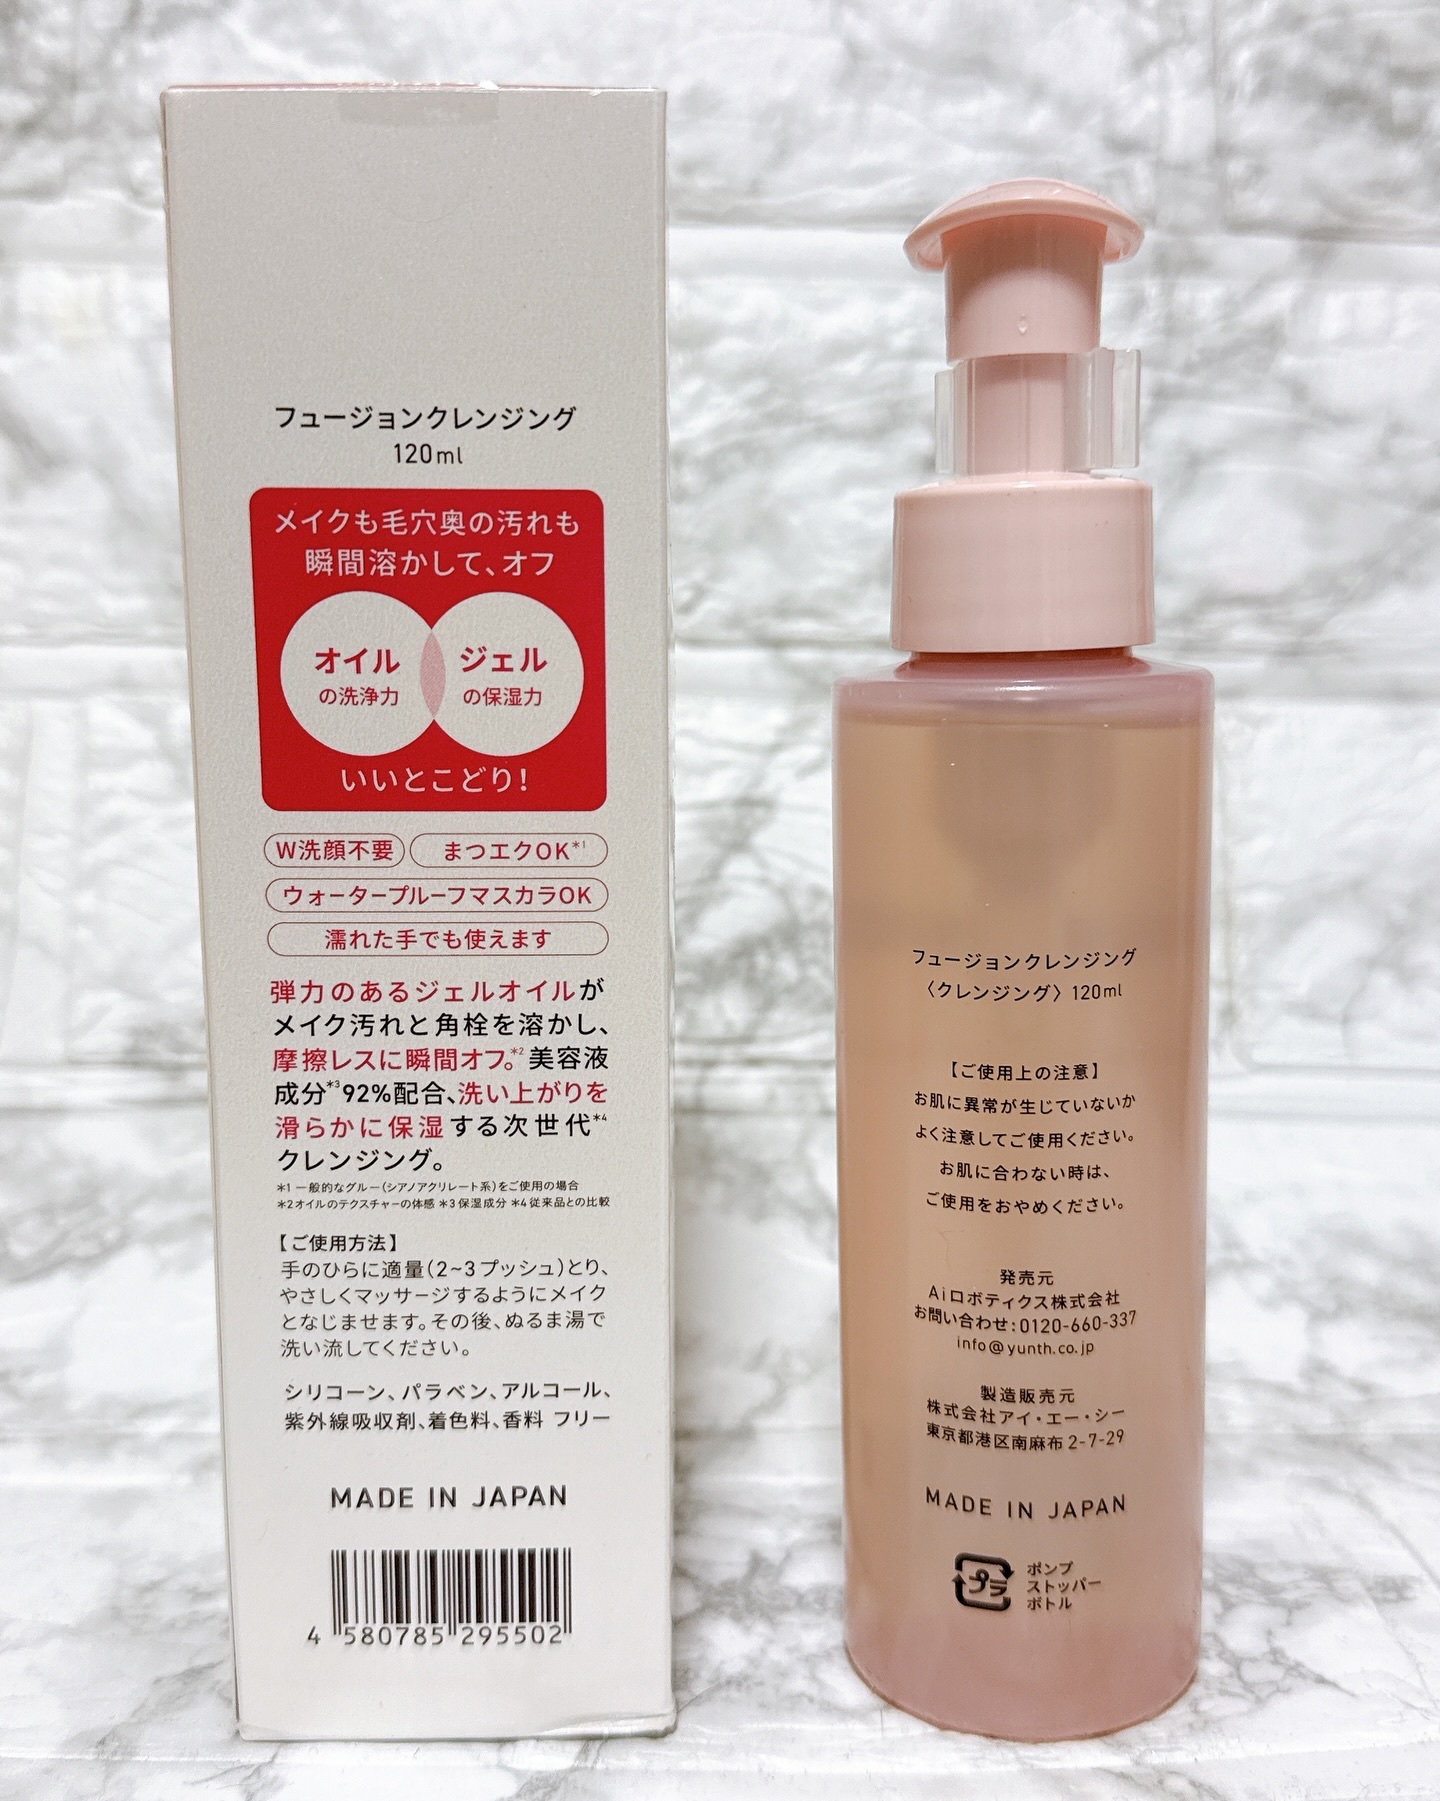 フュージョンクレンジング
120ml
メイクも毛穴奥の汚れも
瞬間溶かして、オフ
オイル
の洗浄力
ジェル
の保湿力
いいとこどり!
W洗顔不要
まつエクOK*1
ウォータープルーフマスカラOK
濡れた手でも使えます
弾力のあるジェルオイルが
メイク汚れと角栓を溶かし、
摩擦レスに瞬間オフ。*2美容液
成分*392%配合、洗い上がりを
滑らかに保湿する次世代*4
クレンジング。
*1 一般的なグルー(シアノアクリレート系)をご使用の場合
*2オイルのテクスチャーの体感 *3保湿成分 *4従来品との比較
【ご使用方法】
手のひらに適量(2~3プッシュ)とり、
やさしくマッサージするようにメイク
となじませます。その後、ぬるま湯で
洗い流してください。
シリコーン、パラベン、アルコール、
紫外線吸収剤、着色料、香料 フリー
MADE IN JAPAN
4 580785 295502
フュージョンクレンジング
〈クレンジング〉120ml
【ご使用上の注意】
お肌に異常が生じていないか
よく注意してご使用ください。
お肌に合わない時は、
ご使用をおやめください。
発売元
Aiロボティクス株式会社
お問い合わせ:0120-660-337
info@yunth.co.jp
製造販売元
株式会社アイ・エー・シー
東京都港区南麻布2-7-29
MADE IN JAPAN
プラ
ポンプ
ストッパー
ボトル